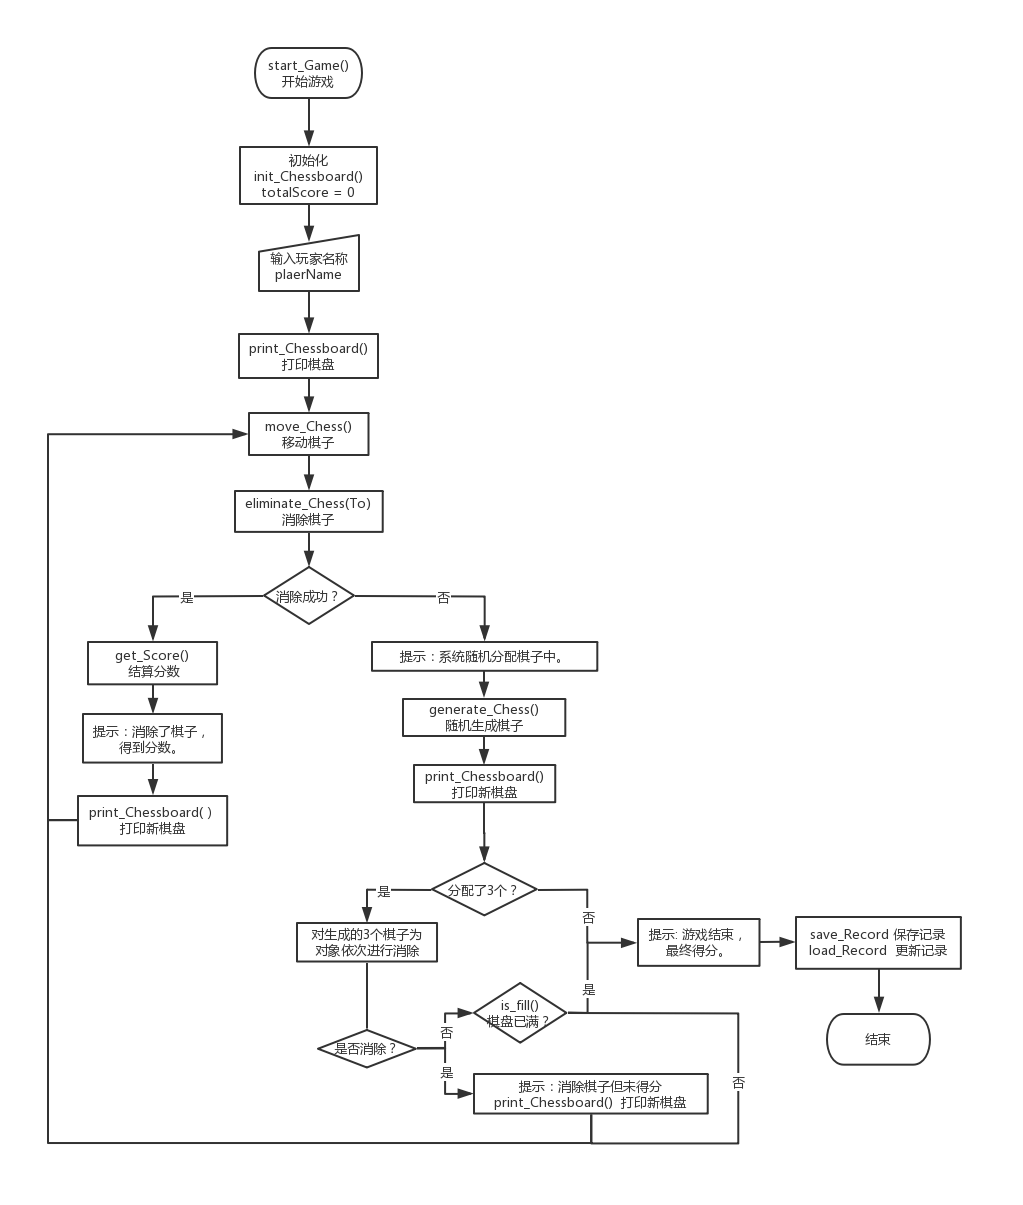 start_Game()
开始游戏
初始化
init_Chessboard()
totalScore = 0
输入玩家名称
plaerName
print_Chessboard()
打印棋盘
move_Chess()
移动棋子
eliminate_Chess(To)
消除棋子
消除成功？
是
否
get_Score()
结算分数
提示：消除了棋子，
得到分数。
print_Chessboard( )
打印新棋盘
提示：系统随机分配棋子中。
generate_Chess()
随机生成棋子
print_Chessboard()
打印新棋盘
分配了3个？
是
否
对生成的3个棋子为
对象依次进行消除
是否消除？
否
是
is_fill()
棋盘已满？
是
否
提示：消除棋子但未得分
print_Chessboard() 打印新棋盘
提示: 游戏结束，
最终得分。
save_Record 保存记录
load_Record 更新记录
结束